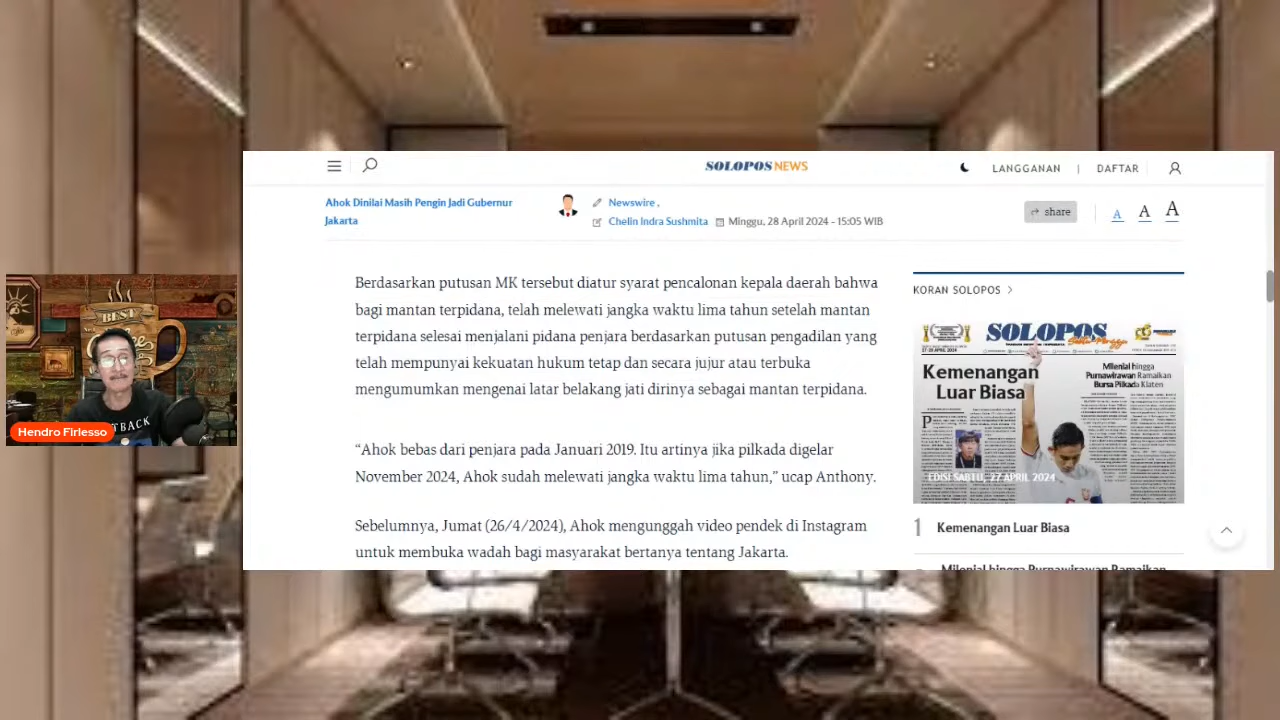 SOLOPOS NEWS
LANGGANAN | DAFTAR
Ahok Dinilai Masih Pengin Jadi Gubernur
Jakarta
Newswire ,
Chelin Indra Sushmita Minggu, 28 April 2024 - 15:05 WIB
share
A A A
Berdasarkan putusan MK tersebut diatur syarat pencalonan kepala daerah bahwa
bagi mantan terpidana, telah melewati jangka waktu lima tahun setelah mantan
terpidana selesai menjalani pidana penjara berdasarkan putusan pengadilan yang
telah mempunyai kekuatan hukum tetap dan secara jujur atau terbuka
mengumumkan mengenai latar belakang jati dirinya sebagai mantan terpidana.
“Ahok penjara pada Januari 2019. Itu artinya jika pilkada digelar
November Ahok sudah melewati jangka waktu lima tahun,” ucap Anthony.
Sebelumnya, Jumat (26/4/2024), Ahok mengunggah video pendek di Instagram
untuk membuka wadah bagi masyarakat bertanya tentang Jakarta.
KORAN SOLOPOS
SOLOPOS
Kemenangan
Luar Biasa
Milenial hingga
Purnawirawan Ramaikan
Bursa Pilkada Klaten
EDISI SABTU, 27 APRIL 2024
1 Kemenangan Luar Biasa
Milenial hingga Purnawirawan Ramaikan
BEST
TBACK
Hendro Firlesso